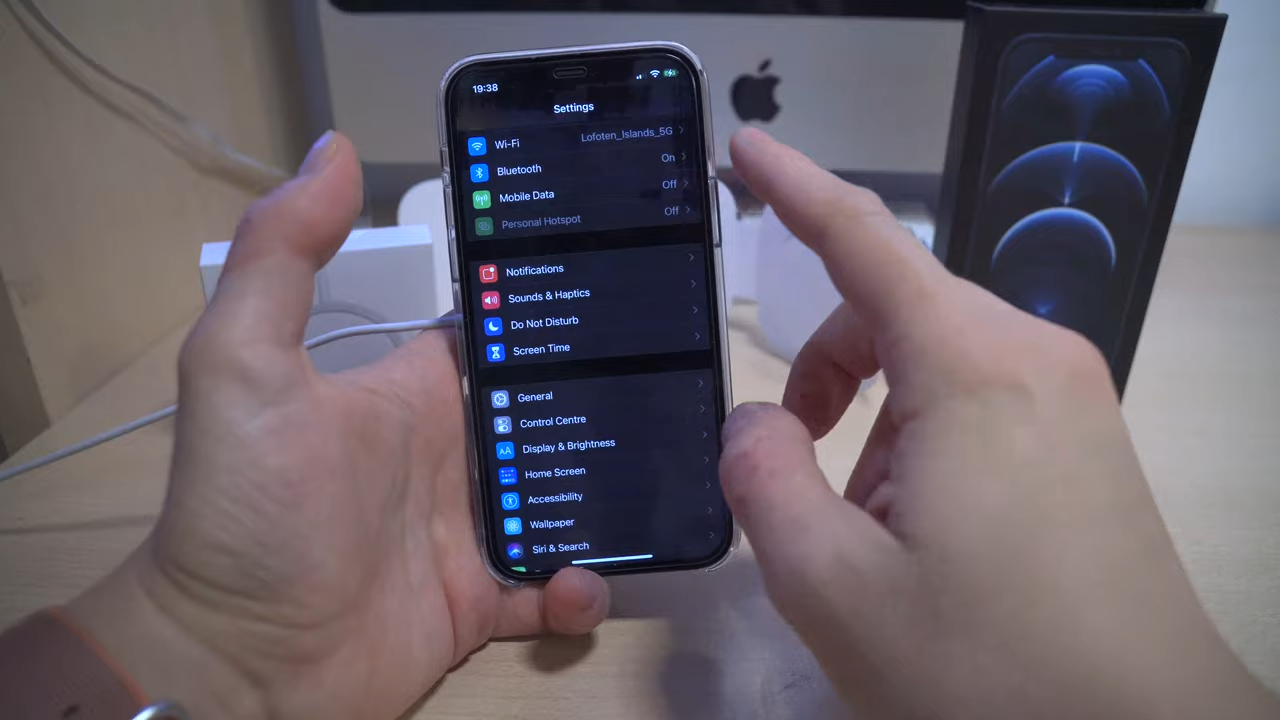 19:38
Settings
Wi-Fi Lofoten_Islands_5G
Bluetooth On
Mobile Data Off
Personal Hotspot Off
Notifications
Sounds & Haptics
Do Not Disturb
Screen Time
General
Control Centre
AA Display & Brightness
Home Screen
Accessibility
Wallpaper
Siri & Search